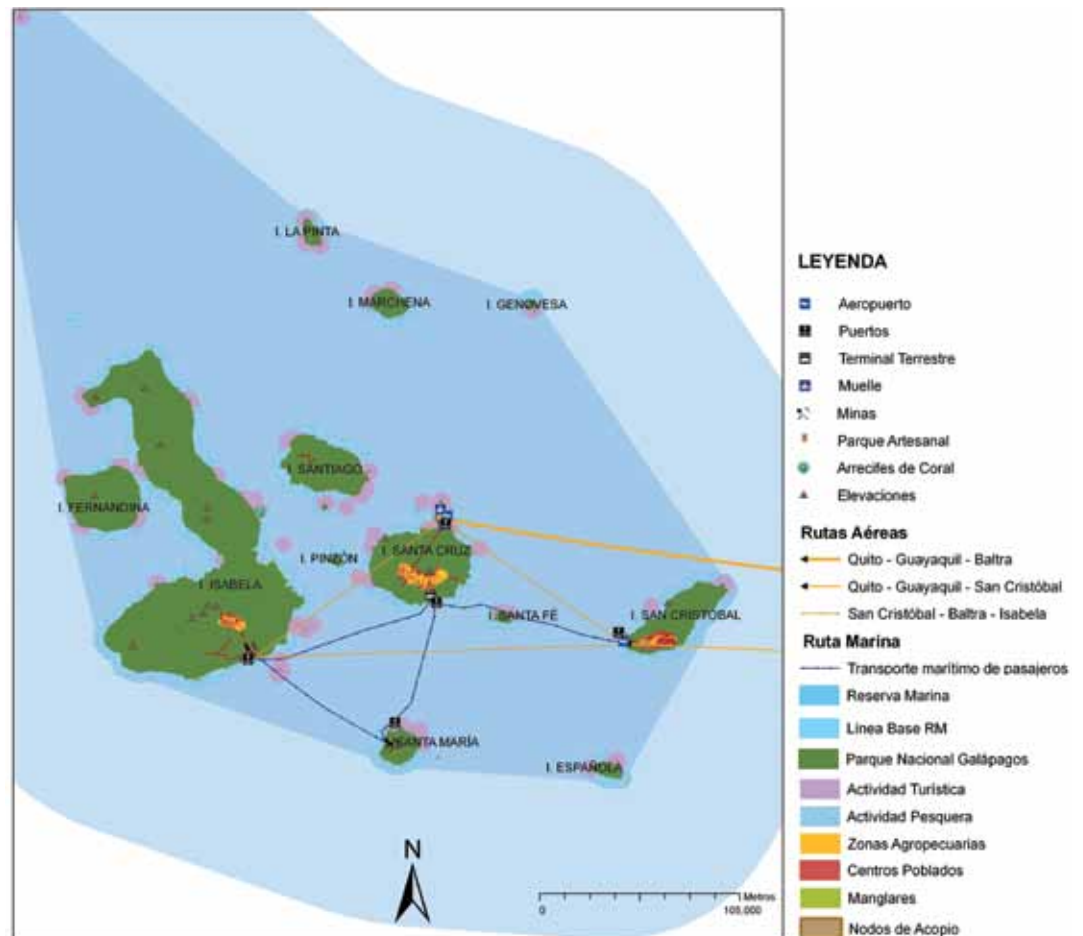 I. LA PINTA
I. MARCHENA
I. GENOVESA
I. SANTIAGO
I. FERNANDINA
I. PINZÓN
I. SANTA CRUZ
I. ISABELA
I. SANTA FÉ
I. SAN CRISTÓBAL
SANTA MARÍA
I. ESPAÑOLA
N
Metros
0
105,000
LEYENDA
Aeropuerto
Puertos
Terminal Terrestre
Muelle
Minas
Parque Artesanal
Arrecifes de Coral
Elevaciones
Rutas Aéreas
Quito - Guayaquil - Baltra
Quito - Guayaquil - San Cristóbal
San Cristóbal - Baltra - Isabela
Ruta Marina
Transporte marítimo de pasajeros
Reserva Marina
Línea Base RM
Parque Nacional Galápagos
Actividad Turística
Actividad Pesquera
Zonas Agropecuarias
Centros Poblados
Manglares
Nodos de Acopio